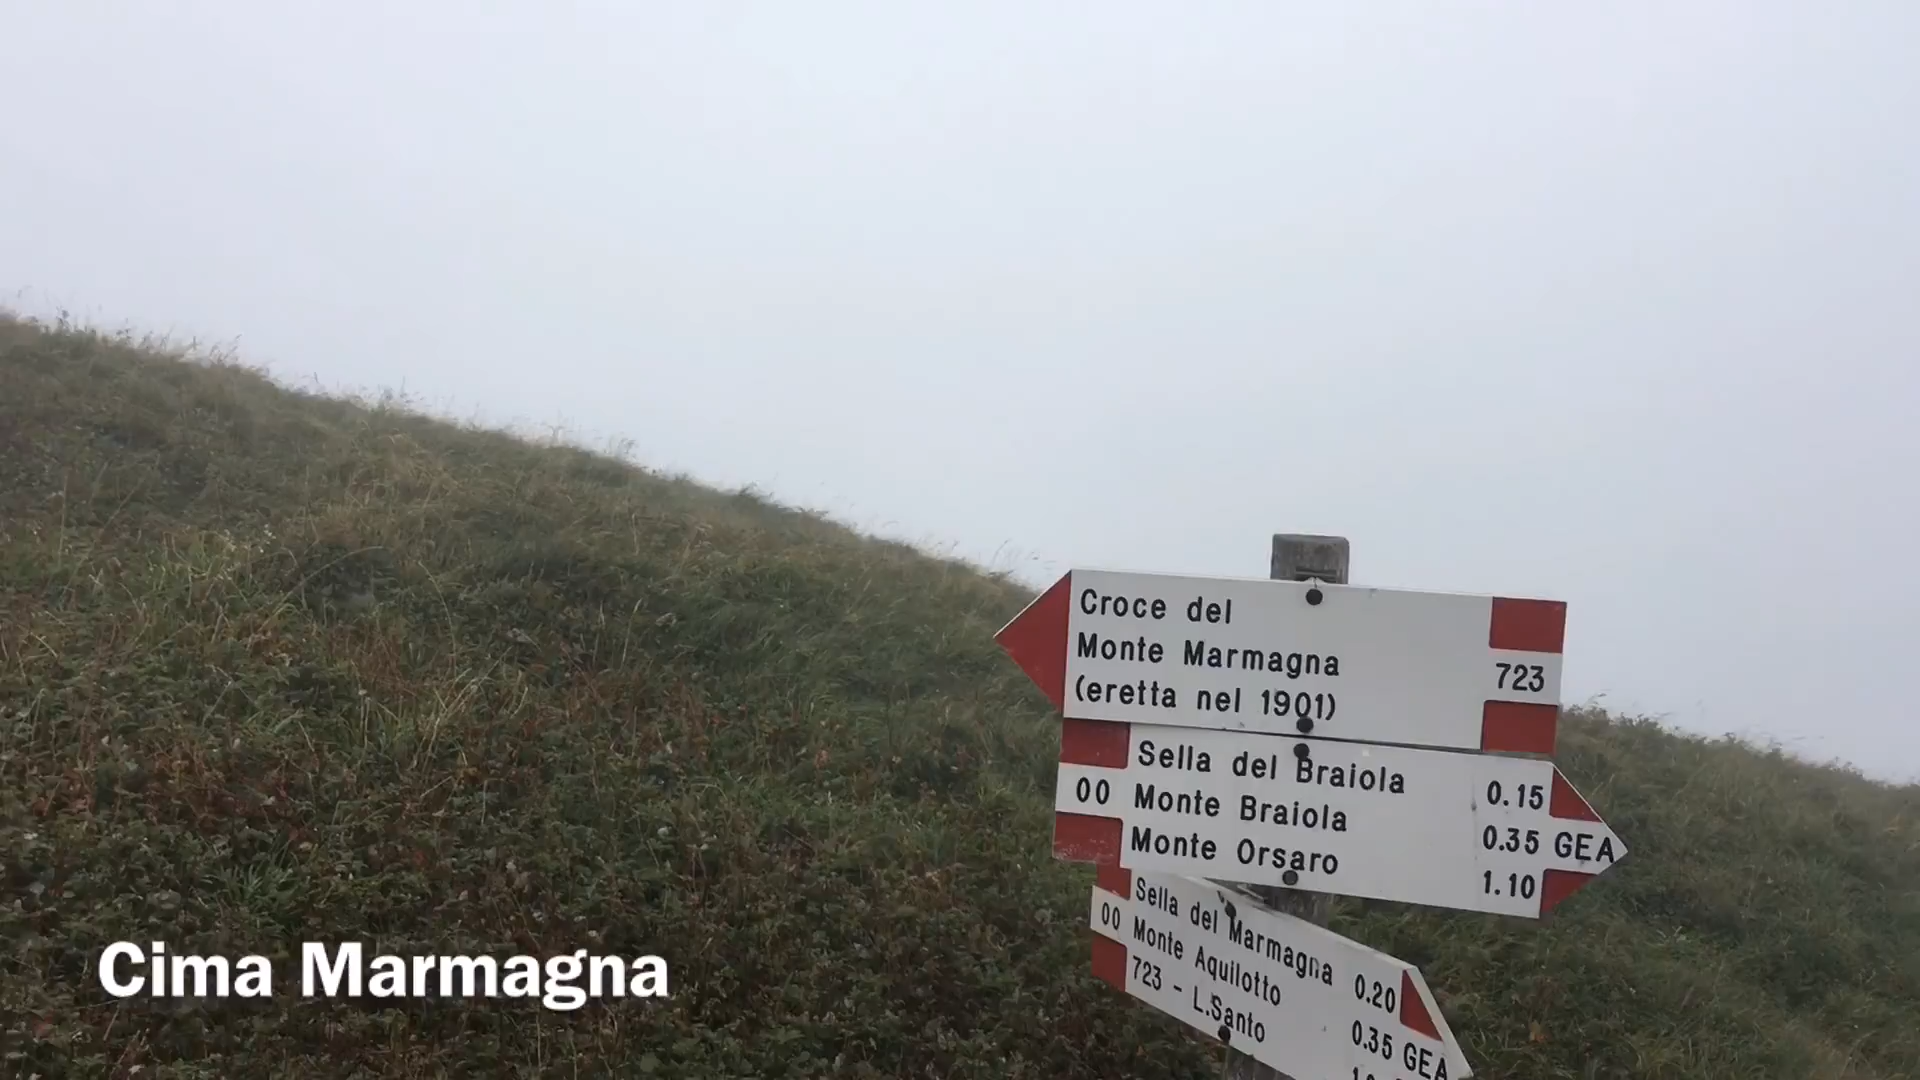 Croce del
Monte Marmagna
(eretta nel 1901)
723
Sella del Braiola 0.15
00 Monte Braiola 0.35 GEA
Monte Orsaro 1.10
Sella del Marmagna 0.20
00 Monte Aquilotto 0.35 GEA
723 - L.Santo
Cima Marmagna